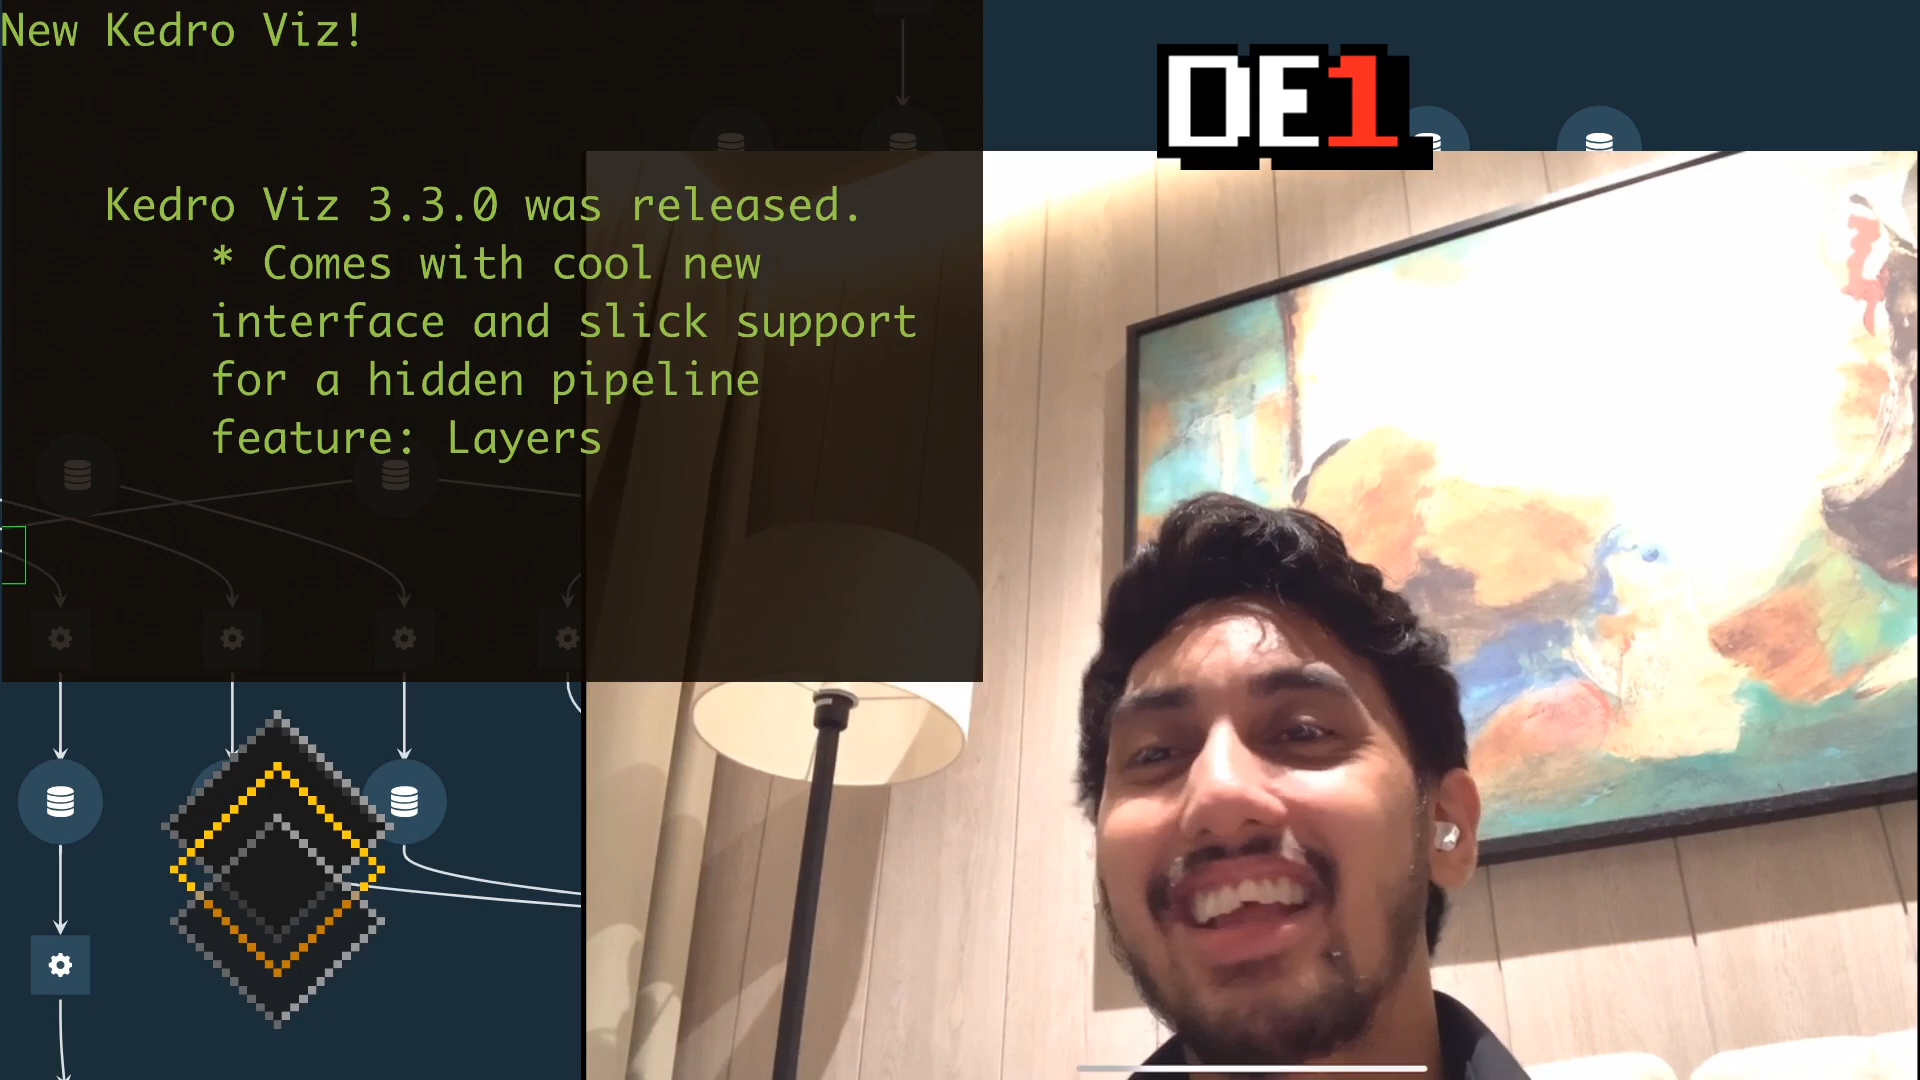 New Kedro Viz!
DE1
Kedro Viz 3.3.0 was released.
* Comes with cool new
interface and slick support
for a hidden pipeline
feature: Layers